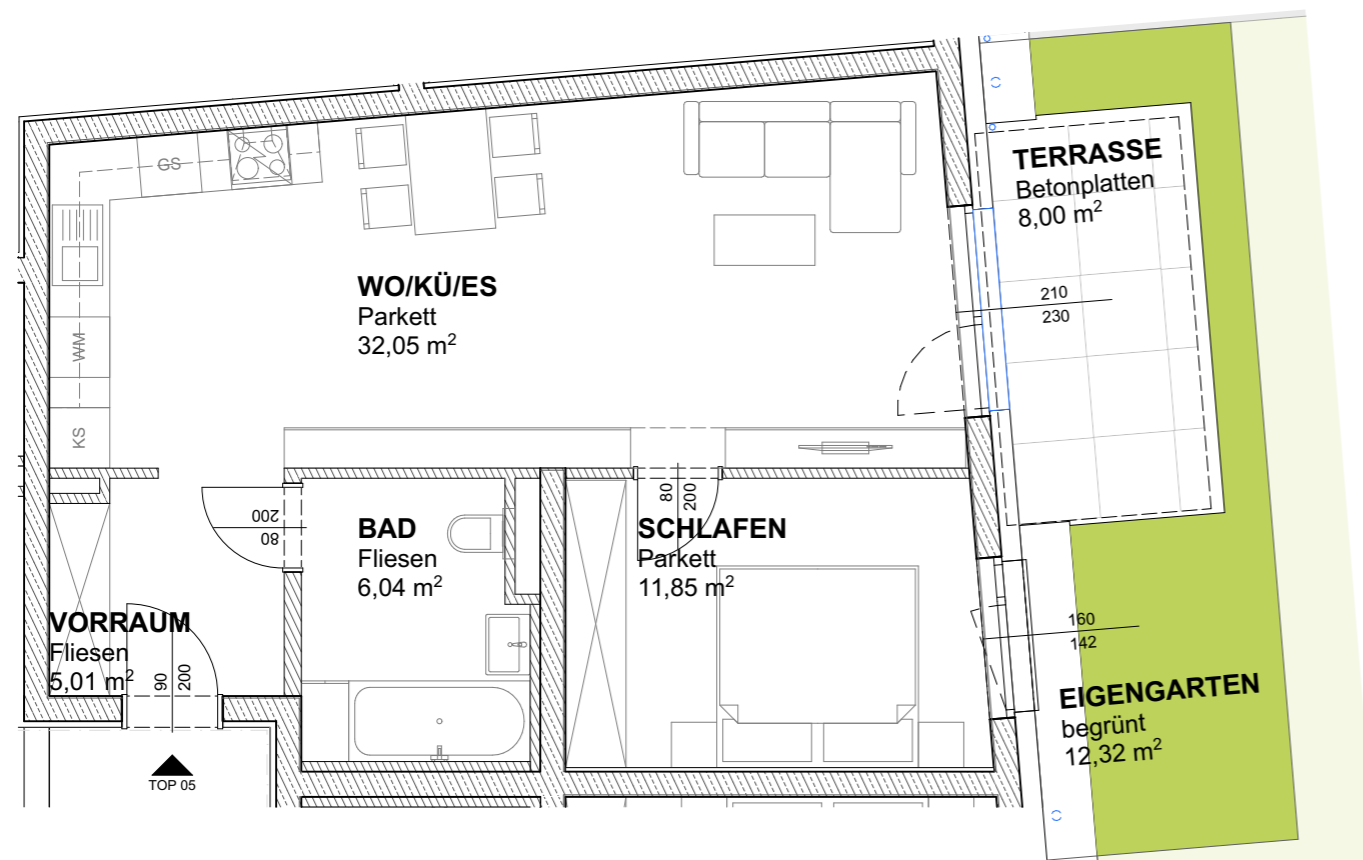 GS
TERRASSE
Betonplatten
8,00 m²
WO/KÜ/ES
Parkett
32,05 m²
210
230
WM
KS
200
80
BAD
Fliesen
6,04 m²
80
200
SCHLAFEN
Parkett
11,85 m²
VORRAUM
Fliesen
5,01 m²
90
200
160
142
EIGENGARTEN
begrünt
12,32 m²
TOP 05